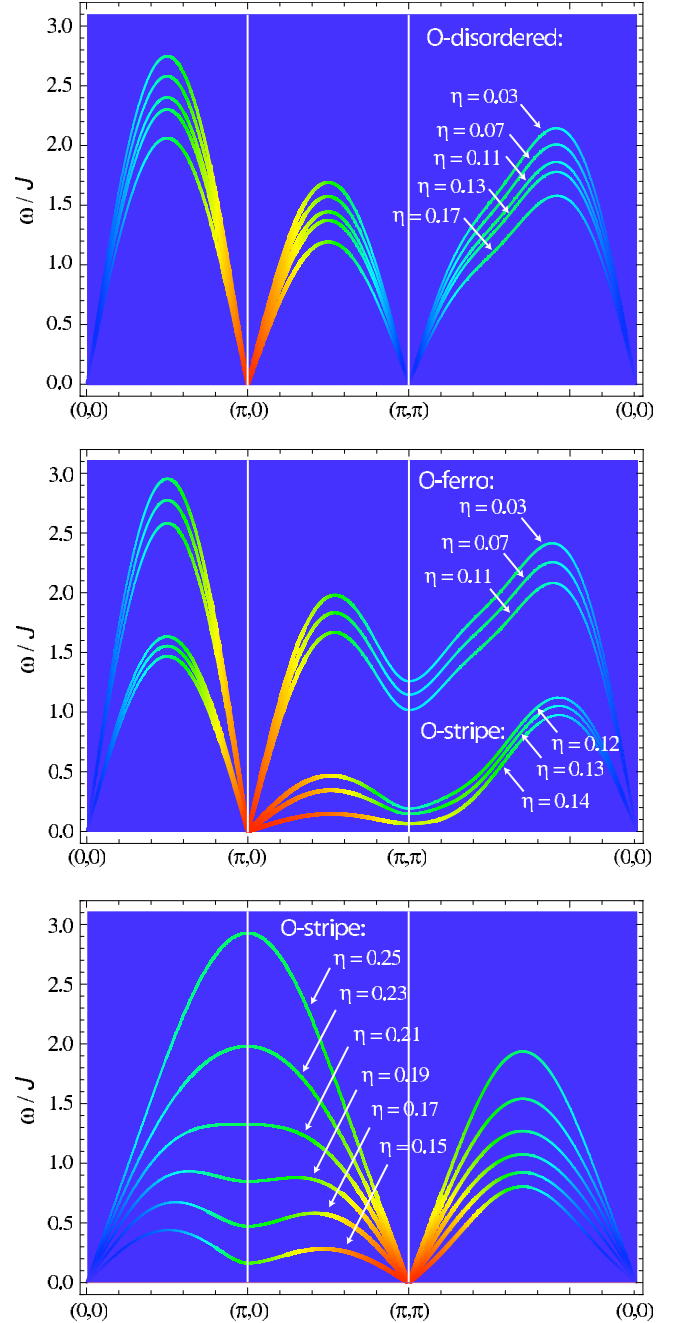 O-disordered:
η = 0.03
η = 0.07
η = 0.11
η = 0.13
η = 0.17
3.0
2.5
2.0
1.5
1.0
0.5
0.0
ω / J
(0,0)
(π,0)
(π,π)
(0,0)
O-ferro:
η = 0.03
η = 0.07
η = 0.11
O-stripe:
η = 0.12
η = 0.13
η = 0.14
3.0
2.5
2.0
1.5
1.0
0.5
0.0
ω / J
(0,0)
(π,0)
(π,π)
(0,0)
O-stripe:
η = 0.25
η = 0.23
η = 0.21
η = 0.19
η = 0.17
η = 0.15
3.0
2.5
2.0
1.5
1.0
0.5
0.0
ω / J
(0,0)
(π,0)
(π,π)
(0,0)